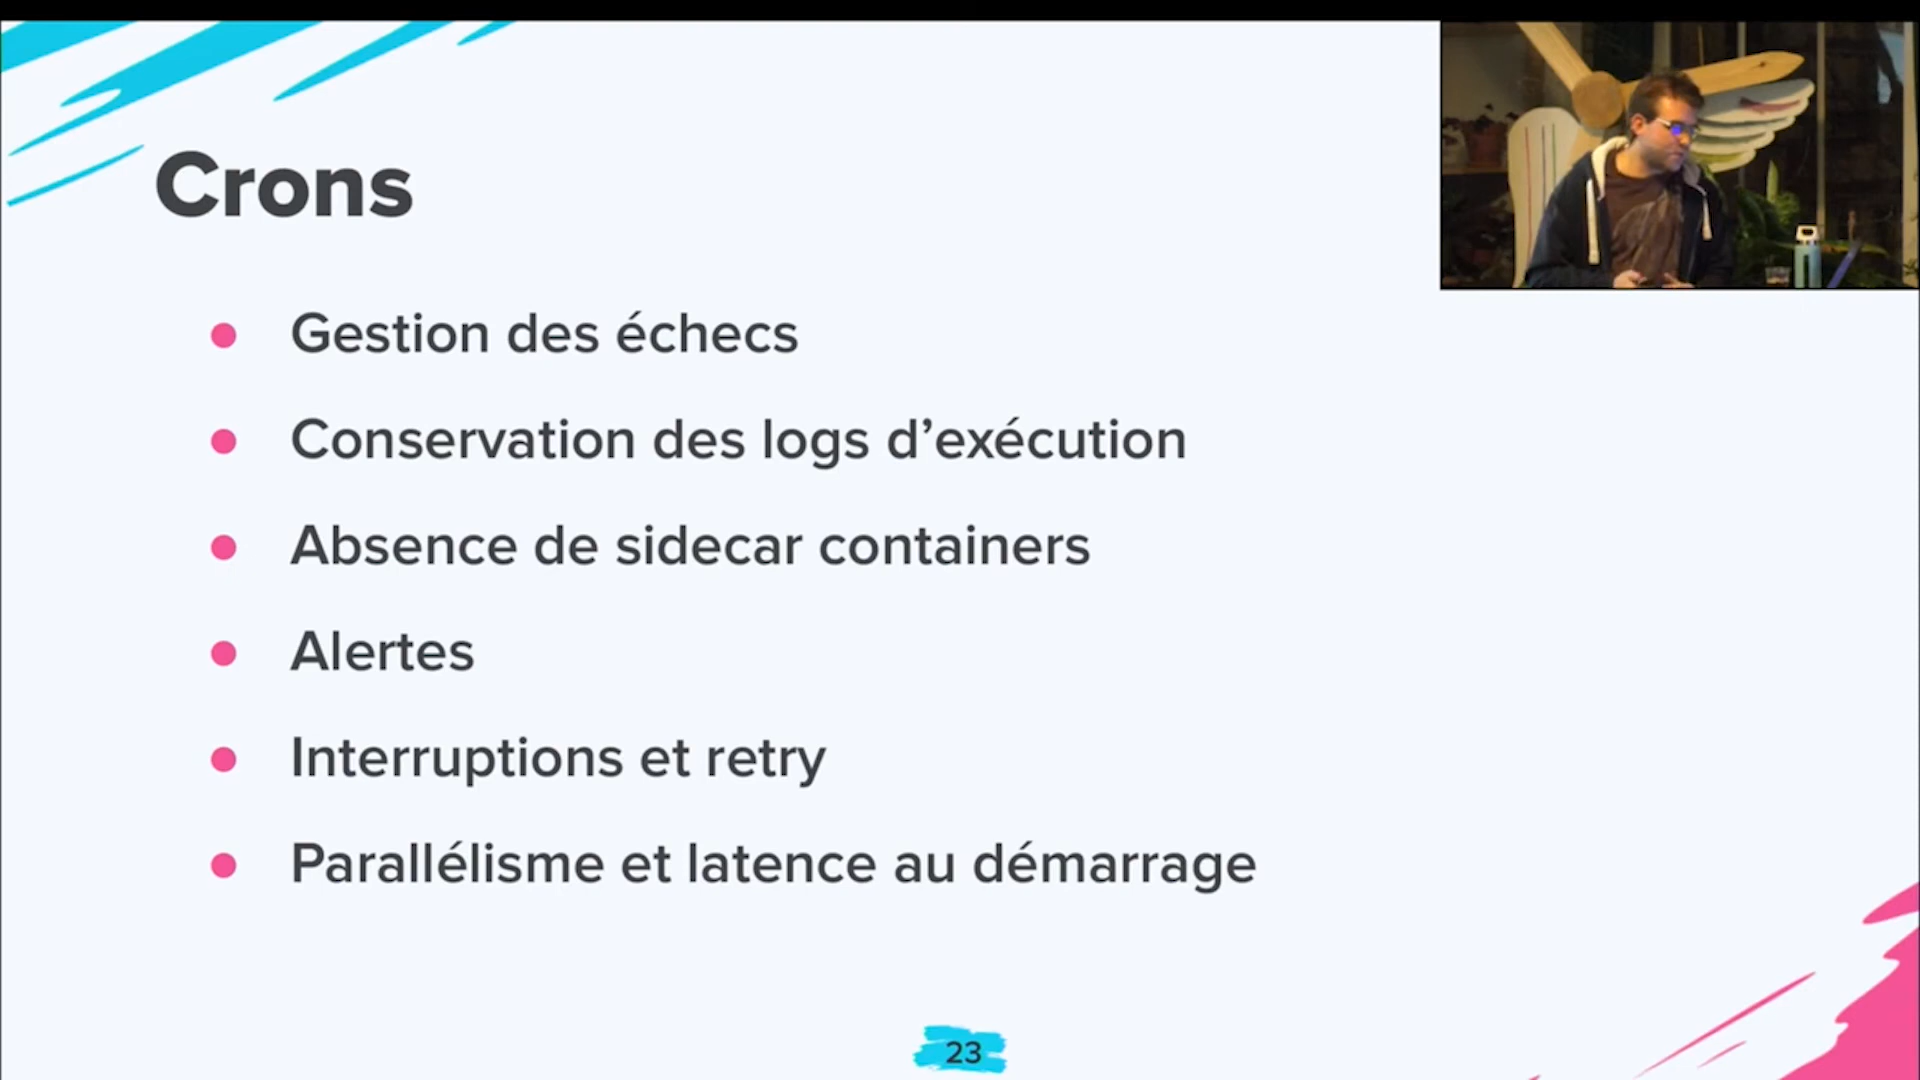 Crons
Gestion des échecs
Conservation des logs d’exécution
Absence de sidecar containers
Alertes
Interruptions et retry
Parallélisme et latence au démarrage
23